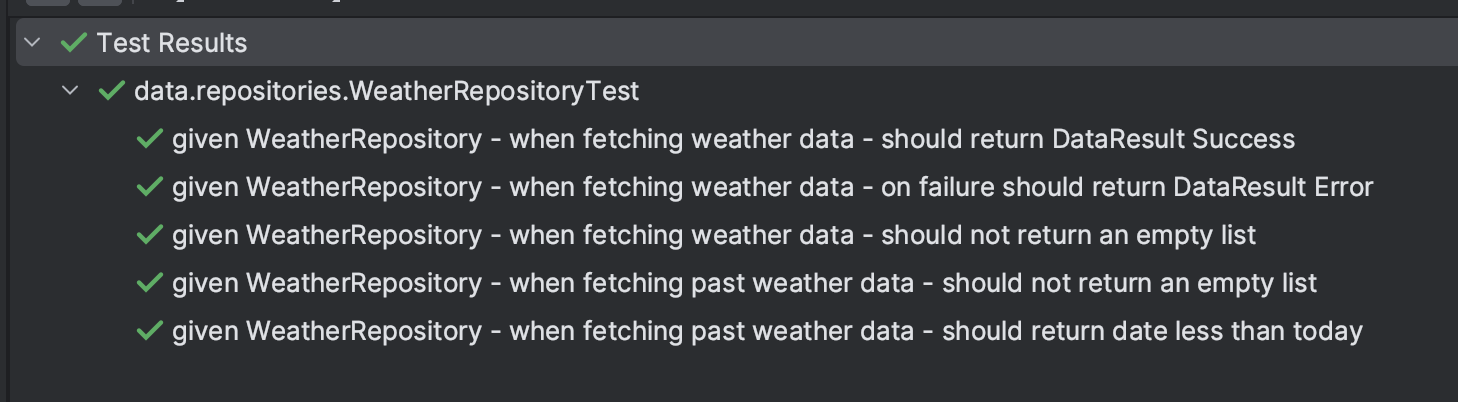 Test Results
data.repositories.WeatherRepositoryTest
given WeatherRepository - when fetching weather data - should return DataResult Success
given WeatherRepository - when fetching weather data - on failure should return DataResult Error
given WeatherRepository - when fetching weather data - should not return an empty list
given WeatherRepository - when fetching past weather data - should not return an empty list
given WeatherRepository - when fetching past weather data - should return date less than today